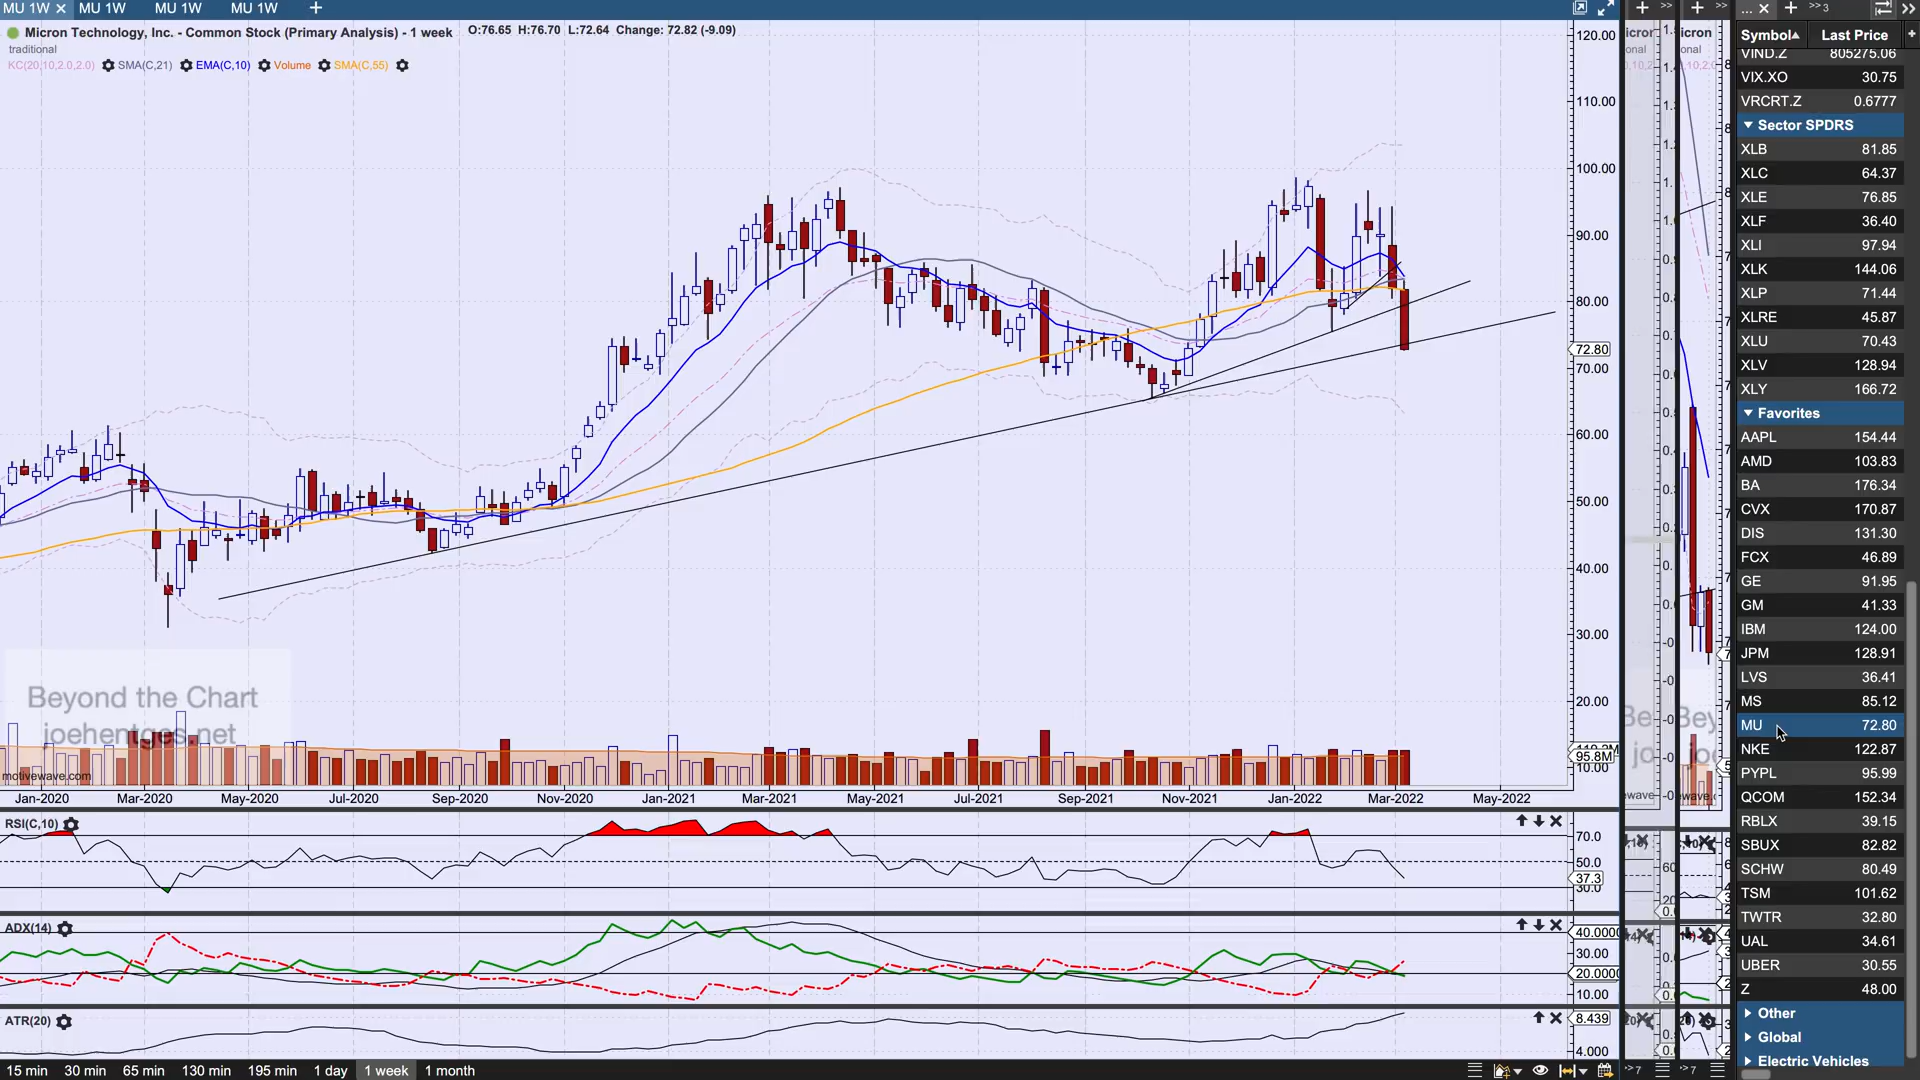 MU 1W MU 1W MU 1W MU 1W
Micron Technology, Inc. - Common Stock (Primary Analysis) - 1 week O:76.65 H:76.70 L:72.64 Change: 72.82 (-9.09)
traditional
KC(20,10,2.0,2.0) SMA(C,21) EMA(C,10) Volume SMA(C,55)
120.00
110.00
100.00
90.00
80.00
72.80
70.00
60.00
50.00
40.00
30.00
20.00
95.8M
10.00
Beyond the Chart
joehentges.net
motivewave.com
Jan-2020 Mar-2020 May-2020 Jul-2020 Sep-2020 Nov-2020 Jan-2021 Mar-2021 May-2021 Jul-2021 Sep-2021 Nov-2021 Jan-2022 Mar-2022 May-2022
RSI(C,10)
70.0
50.0
37.3
30.0
ADX(14)
40.0000
30.00
20.0000
10.00
ATR(20)
8.439
4.000
15 min 30 min 65 min 130 min 195 min 1 day 1 week 1 month
Symbol Last Price
VIND.Z 805275.06
VIX.XO 30.75
VRCRT.Z 0.6777
Sector SPDRS
XLB 81.85
XLC 64.37
XLE 76.85
XLF 36.40
XLI 97.94
XLK 144.06
XLP 71.44
XLRE 45.87
XLU 70.43
XLV 128.94
XLY 166.72
Favorites
AAPL 154.44
AMD 103.83
BA 176.34
CVX 170.87
DIS 131.30
FCX 46.89
GE 91.95
GM 41.33
IBM 124.00
JPM 128.91
LVS 36.41
MS 85.12
MU 72.80
NKE 122.87
PYPL 95.99
QCOM 152.34
RBLX 39.15
SBUX 82.82
SCHW 80.49
TSM 101.62
TWTR 32.80
UAL 34.61
UBER 30.55
Z 48.00
Other
Global
Electric Vehicles